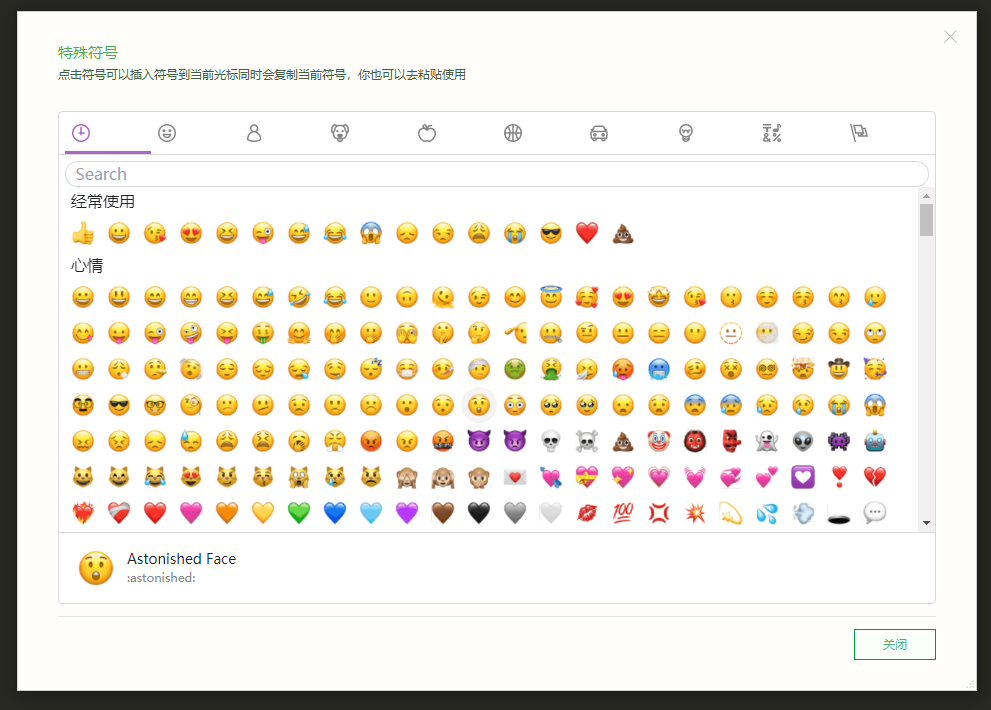 特殊符号
点击符号可以插入符号到当前光标同时会复制当前符号，你也可以去粘贴使用
Search
经常使用
心情
Astonished Face
:astonished:
关闭